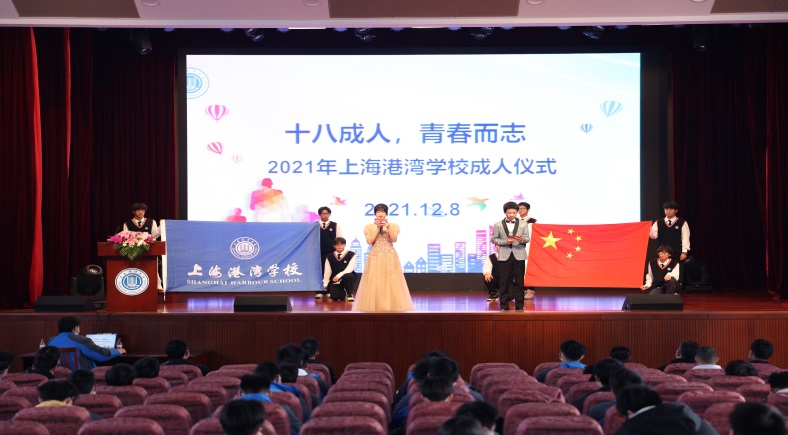 十八成人，青春而志
2021年上海港湾学校成人仪式
2021.12.8
上海港湾学校
SHANGHAI HARBOUR SCHOOL